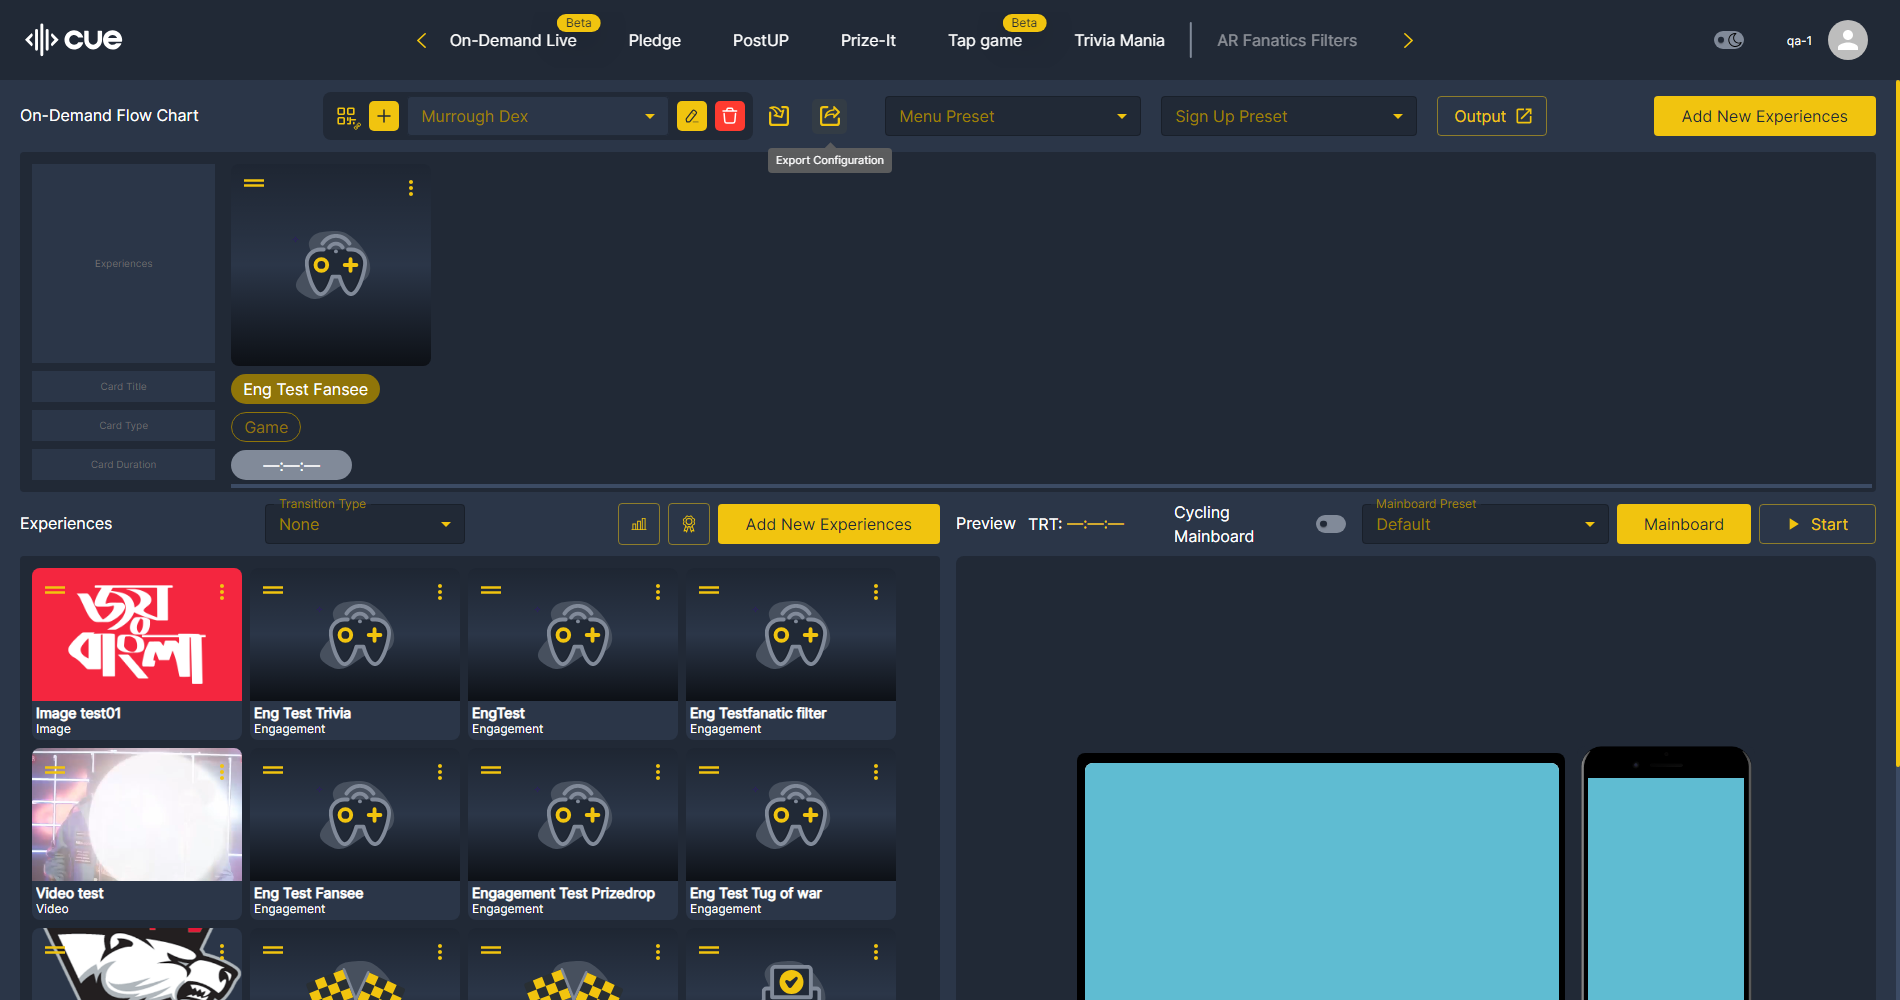 cue
On-Demand Live
Beta
Pledge
PostUP
Prize-It
Tap game
Beta
Trivia Mania
AR Fanatics Filters
qa-1
On-Demand Flow Chart
Murrough Dex
Menu Preset
Sign Up Preset
Output
Add New Experiences
Export Configuration
Experiences
Card Title
Eng Test Fansee
Card Type
Game
Card Duration
—:—:—
Experiences
Transition Type
None
Add New Experiences
Preview
TRT: —:—:—
Cycling
Mainboard
Mainboard Preset
Default
Mainboard
Start
জয়
বাংলা
Image test01
Image
Eng Test Trivia
Engagement
EngTest
Engagement
Eng Testfanatic filter
Engagement
Video test
Video
Eng Test Fansee
Engagement
Engagement Test Prizedrop
Engagement
Eng Test Tug of war
Engagement